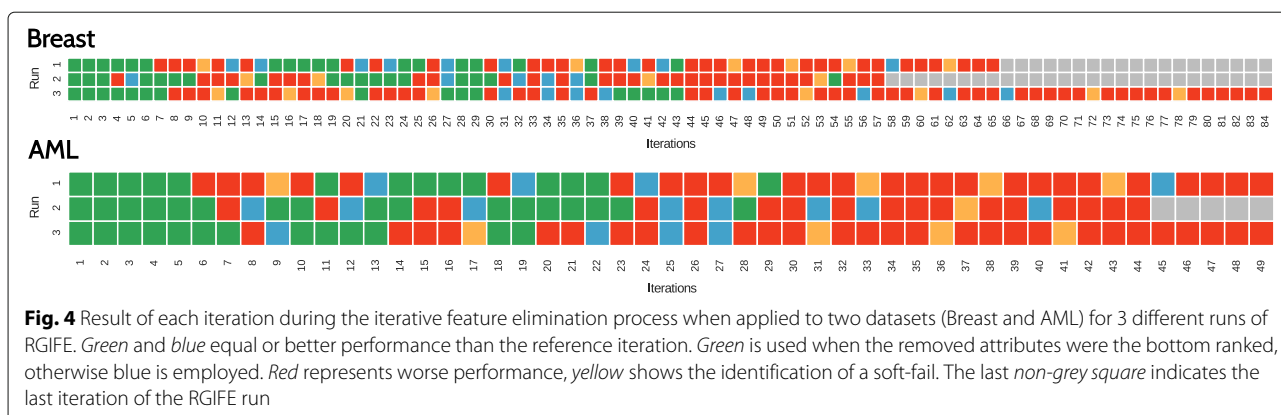 Breast
Run
1
2
3
1 2 3 4 5 6 7 8 9 10 11 12 13 14 15 16 17 18 19 20 21 22 23 24 25 26 27 28 29 30 31 32 33 34 35 36 37 38 39 40 41 42 43 44 45 46 47 48 49 50 51 52 53 54 55 56 57 58 59 60 61 62 63 64 65 66 67 68 69 70 71 72 73 74 75 76 77 78 79 80 81 82 83 84
Iterations
AML
Run
1
2
3
1 2 3 4 5 6 7 8 9 10 11 12 13 14 15 16 17 18 19 20 21 22 23 24 25 26 27 28 29 30 31 32 33 34 35 36 37 38 39 40 41 42 43 44 45 46 47 48 49
Iterations
Fig. 4 Result of each iteration during the iterative feature elimination process when applied to two datasets (Breast and AML) for 3 different runs of
RGIFE. Green and blue equal or better performance than the reference iteration. Green is used when the removed attributes were the bottom ranked,
otherwise blue is employed. Red represents worse performance, yellow shows the identification of a soft-fail. The last non-grey square indicates the
last iteration of the RGIFE run